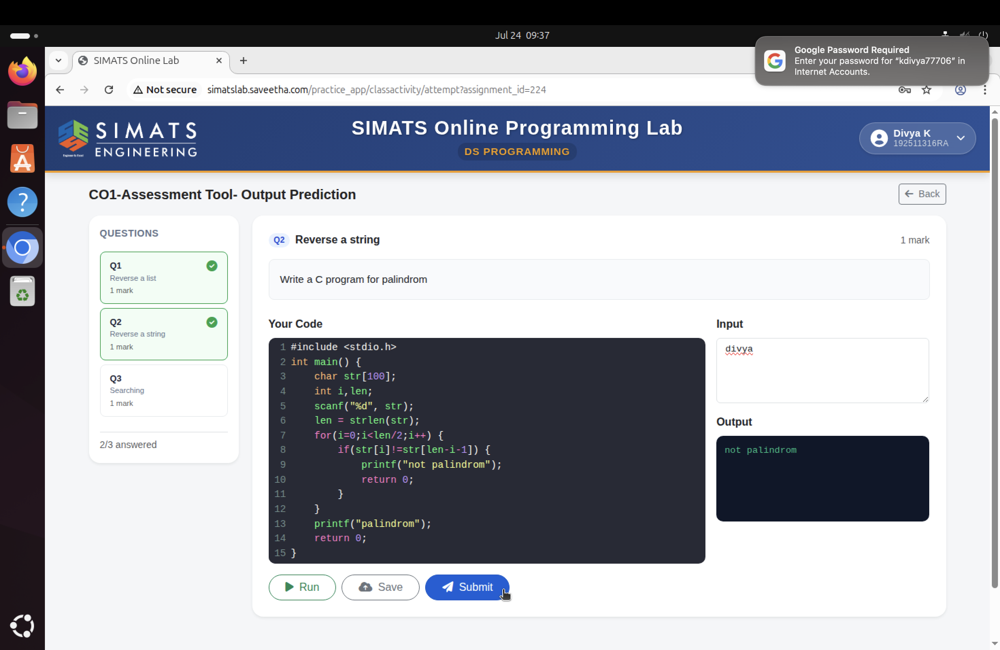 Jul 24 09:37
SIMATS Online Lab
Google Password Required
Enter your password for “kdivya77706” in
Internet Accounts.
Not secure simatslab.saveetha.com/practice_app/classactivity/attempt?assignment_id=224
SIMATS
ENGINEERING
Engineer to Excel
SIMATS Online Programming Lab
DS PROGRAMMING
Divya K
192511316RA
CO1-Assessment Tool- Output Prediction
Back
QUESTIONS
Q1
Reverse a list
1 mark
Q2
Reverse a string
1 mark
Q3
Searching
1 mark
2/3 answered
Q2 Reverse a string
1 mark
Write a C program for palindrom
Your Code
1 #include <stdio.h>
2 int main() {
3     char str[100];
4     int i,len;
5     scanf("%d", str);
6     len = strlen(str);
7     for(i=0;i<len/2;i++) {
8         if(str[i]!=str[len-i-1]) {
9             printf("not palindrom");
10             return 0;
11         }
12     }
13     printf("palindrom");
14     return 0;
15 }
Input
divya
Output
not palindrom
Run
Save
Submit